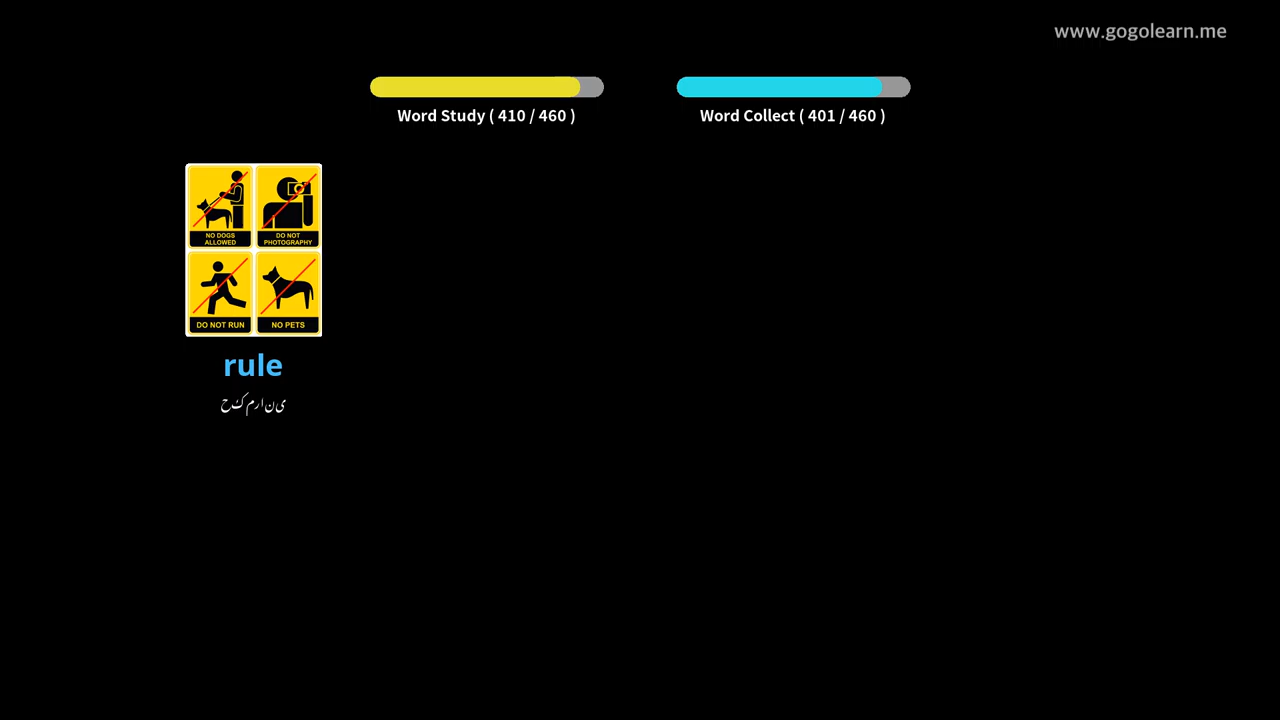 www.gogolearn.me
Word Study ( 410 / 460 )
Word Collect ( 401 / 460 )
NO DOGS
ALLOWED
DO NOT
PHOTOGRAPHY
DO NOT RUN
NO PETS
rule
حکمرانی